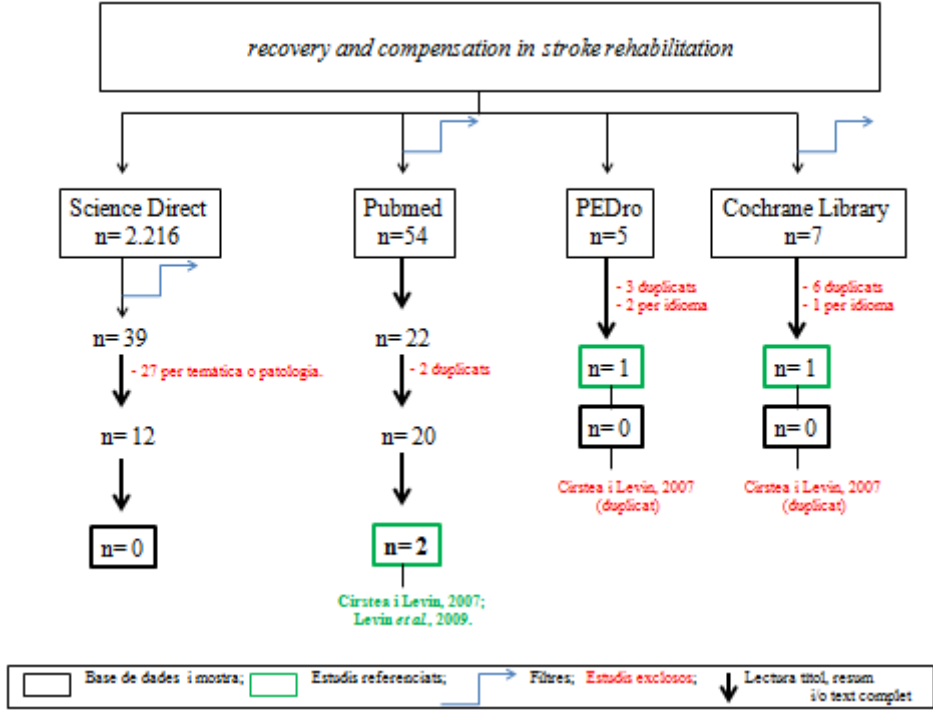 recovery and compensation in stroke rehabilitation
Science Direct
n= 2.216
Pubmed
n=54
PEDro
n=5
Cochrane Library
n=7
- 3 duplicats
- 2 per idioma
- 6 duplicats
- 1 per idioma
n= 39
n= 22
n= 1
n= 1
- 27 per temàtica o patologia.
- 2 duplicats
n= 12
n= 20
n= 0
n= 0
Cirstea i Levin, 2007
(duplicat)
Cirstea i Levin, 2007
(duplicat)
n= 0
n= 2
Cirstea i Levin, 2007;
Levin et al., 2009.
Base de dades i mostra; Estudis referenciats; Filtres; Estudis exclosos; Lectura títol, resum
i/o text complet